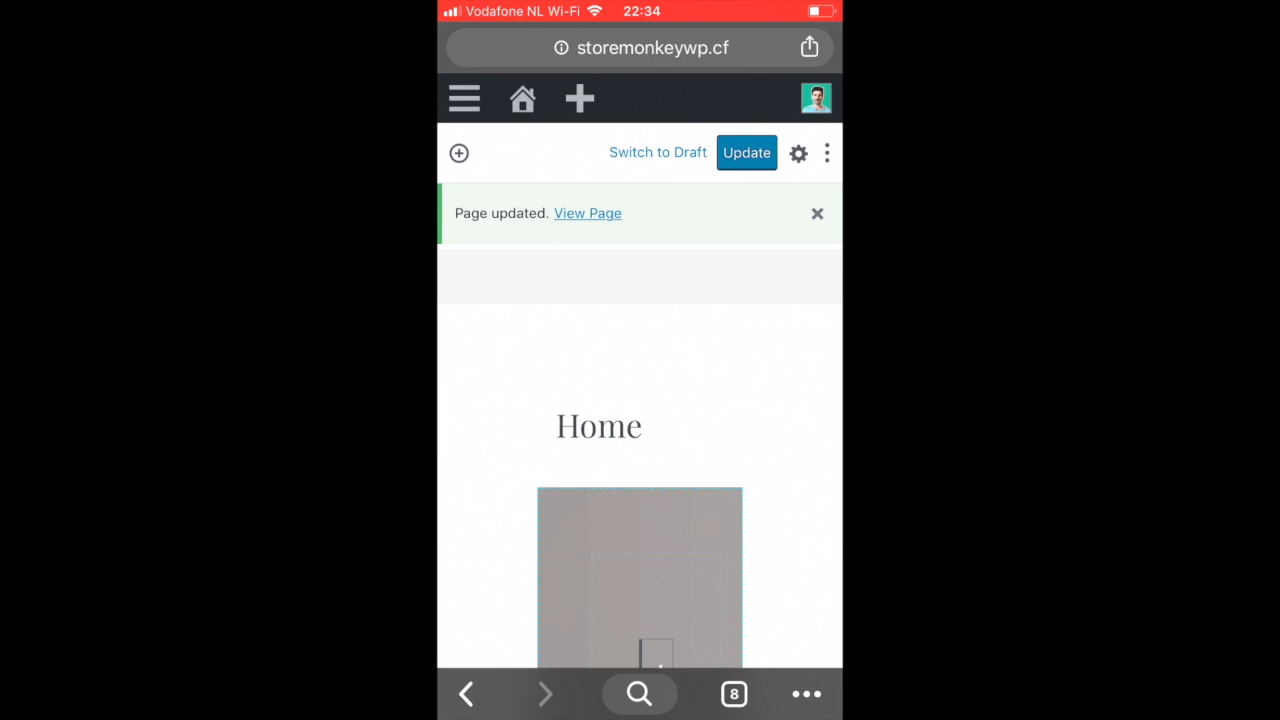 Vodafone NL Wi-Fi 22:34
storemonkeywp.cf
Switch to Draft Update
Page updated. View Page
Home
8